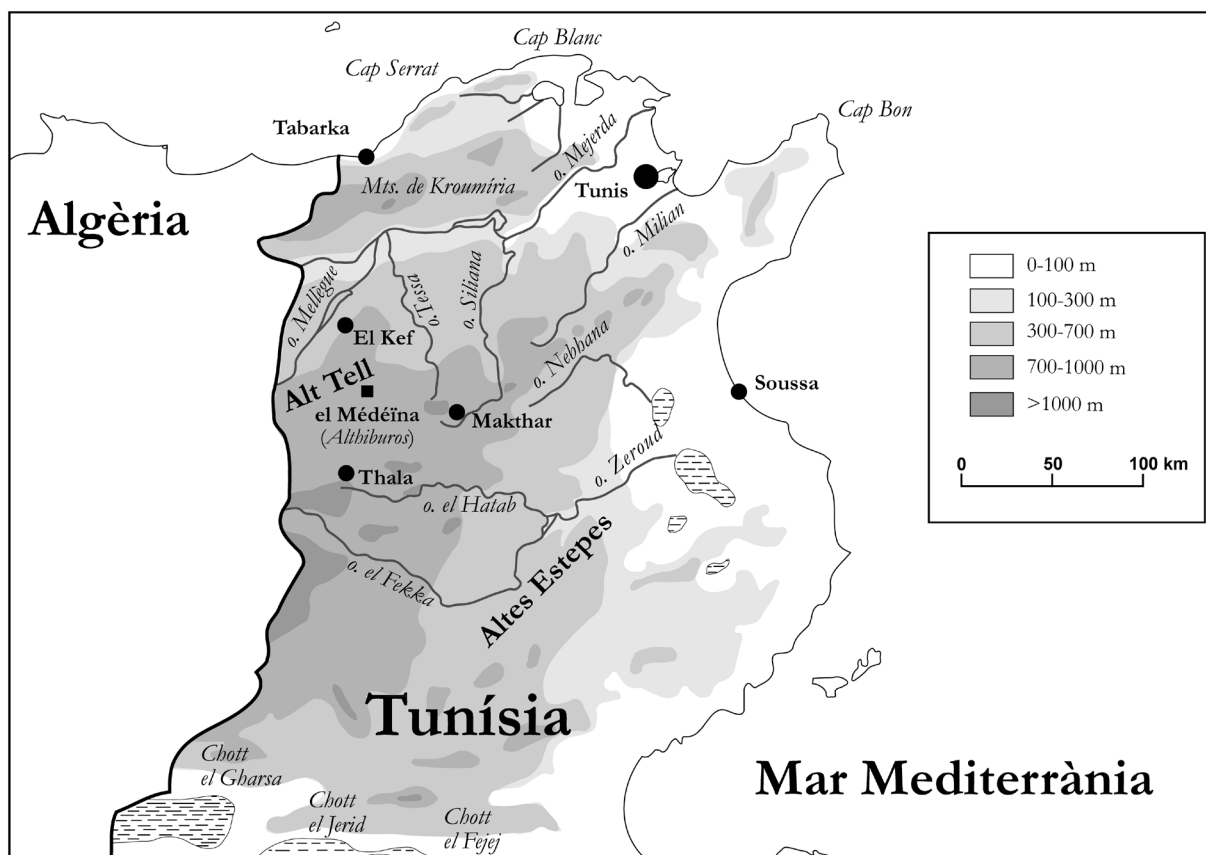 Cap Blanc
Cap Serrat
Cap Bon
Tabarka
o. Mejerda
Tunis
Mts. de Kroumíria
Algèria
o. Milian
o. Mellègue
o.Tessa
o. Siliana
El Kef
o. Nebhana
Alt Tell
el Médéïna
(Althiburos)
Makthar
Soussa
Thala
o. Zeroud
o. el Hatab
o. el Fekka
Altes Estepes
Tunísia
Mar Mediterrània
Chott
el Gharsa
Chott
el Jerid
Chott
el Fejej
0-100 m
100-300 m
300-700 m
700-1000 m
>1000 m
0 50 100 km